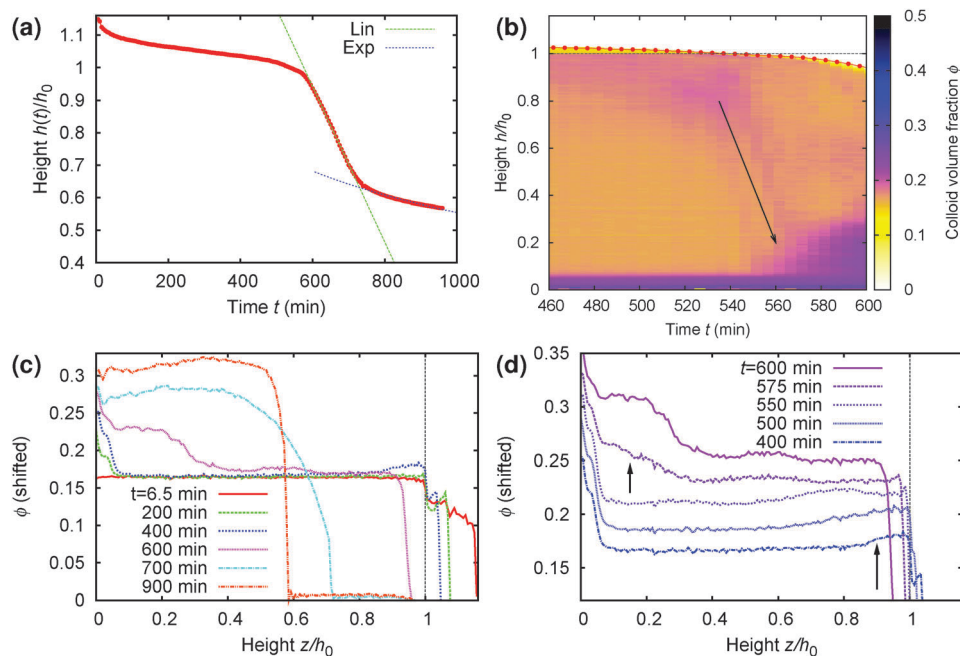 (a)
Height h(t)/h0
1.1
1
0.9
0.8
0.7
0.6
0.5
0.4
Lin
Exp
0 200 400 600 800 1000
Time t (min)
(b)
Height h/h0
1
0.8
0.6
0.4
0.2
0
460 480 500 520 540 560 580 600
Time t (min)
0.5
0.4
0.3
0.2
0.1
0
Colloid volume fraction ϕ
(c)
ϕ (shifted)
0.3
0.25
0.2
0.15
0.1
0.05
0
t=6.5 min
200 min
400 min
600 min
700 min
900 min
0 0.2 0.4 0.6 0.8 1
Height z/h0
(d)
ϕ (shifted)
0.35
0.30
0.25
0.20
0.15
t=600 min
575 min
550 min
500 min
400 min
0 0.2 0.4 0.6 0.8 1
Height z/h0